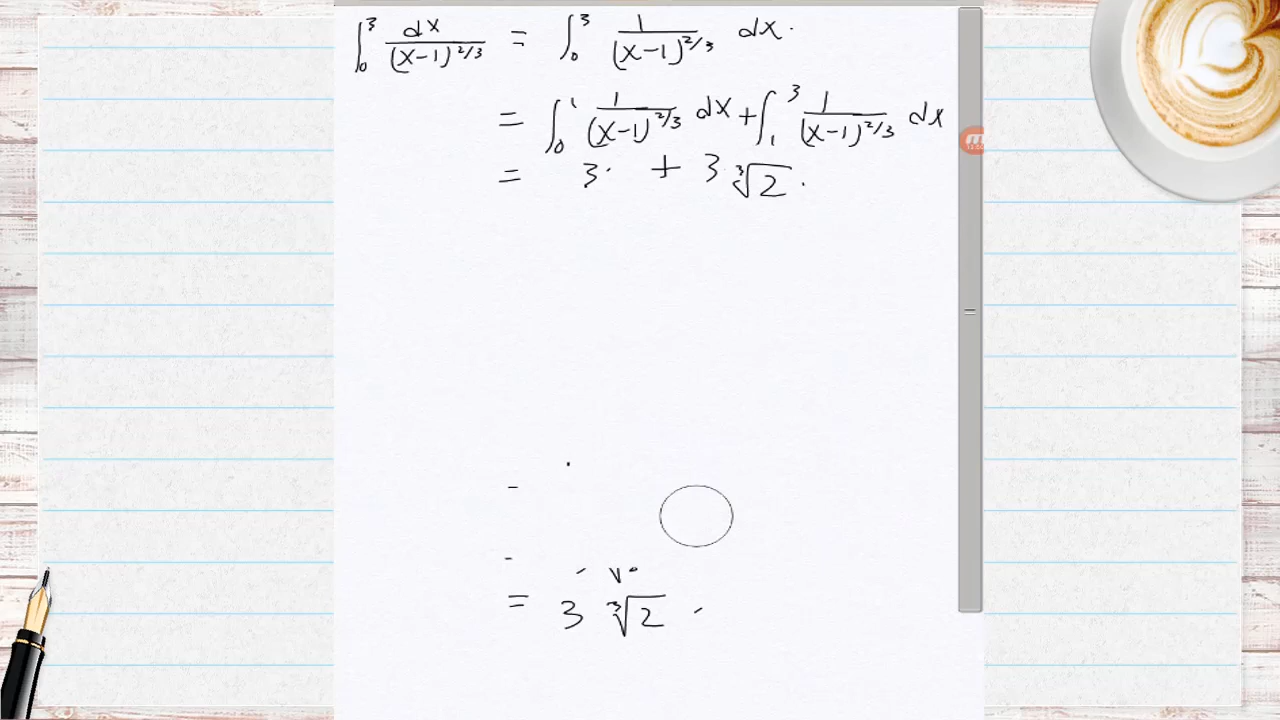 ∫₀³ dx/(x-1)^2/3 = ∫₀³ 1/(x-1)^2/3 dx.
= ∫₀¹ 1/(x-1)^2/3 dx + ∫₁³ 1/(x-1)^2/3 dx
= 3. + 3 ∛2.
= 3 ∛2